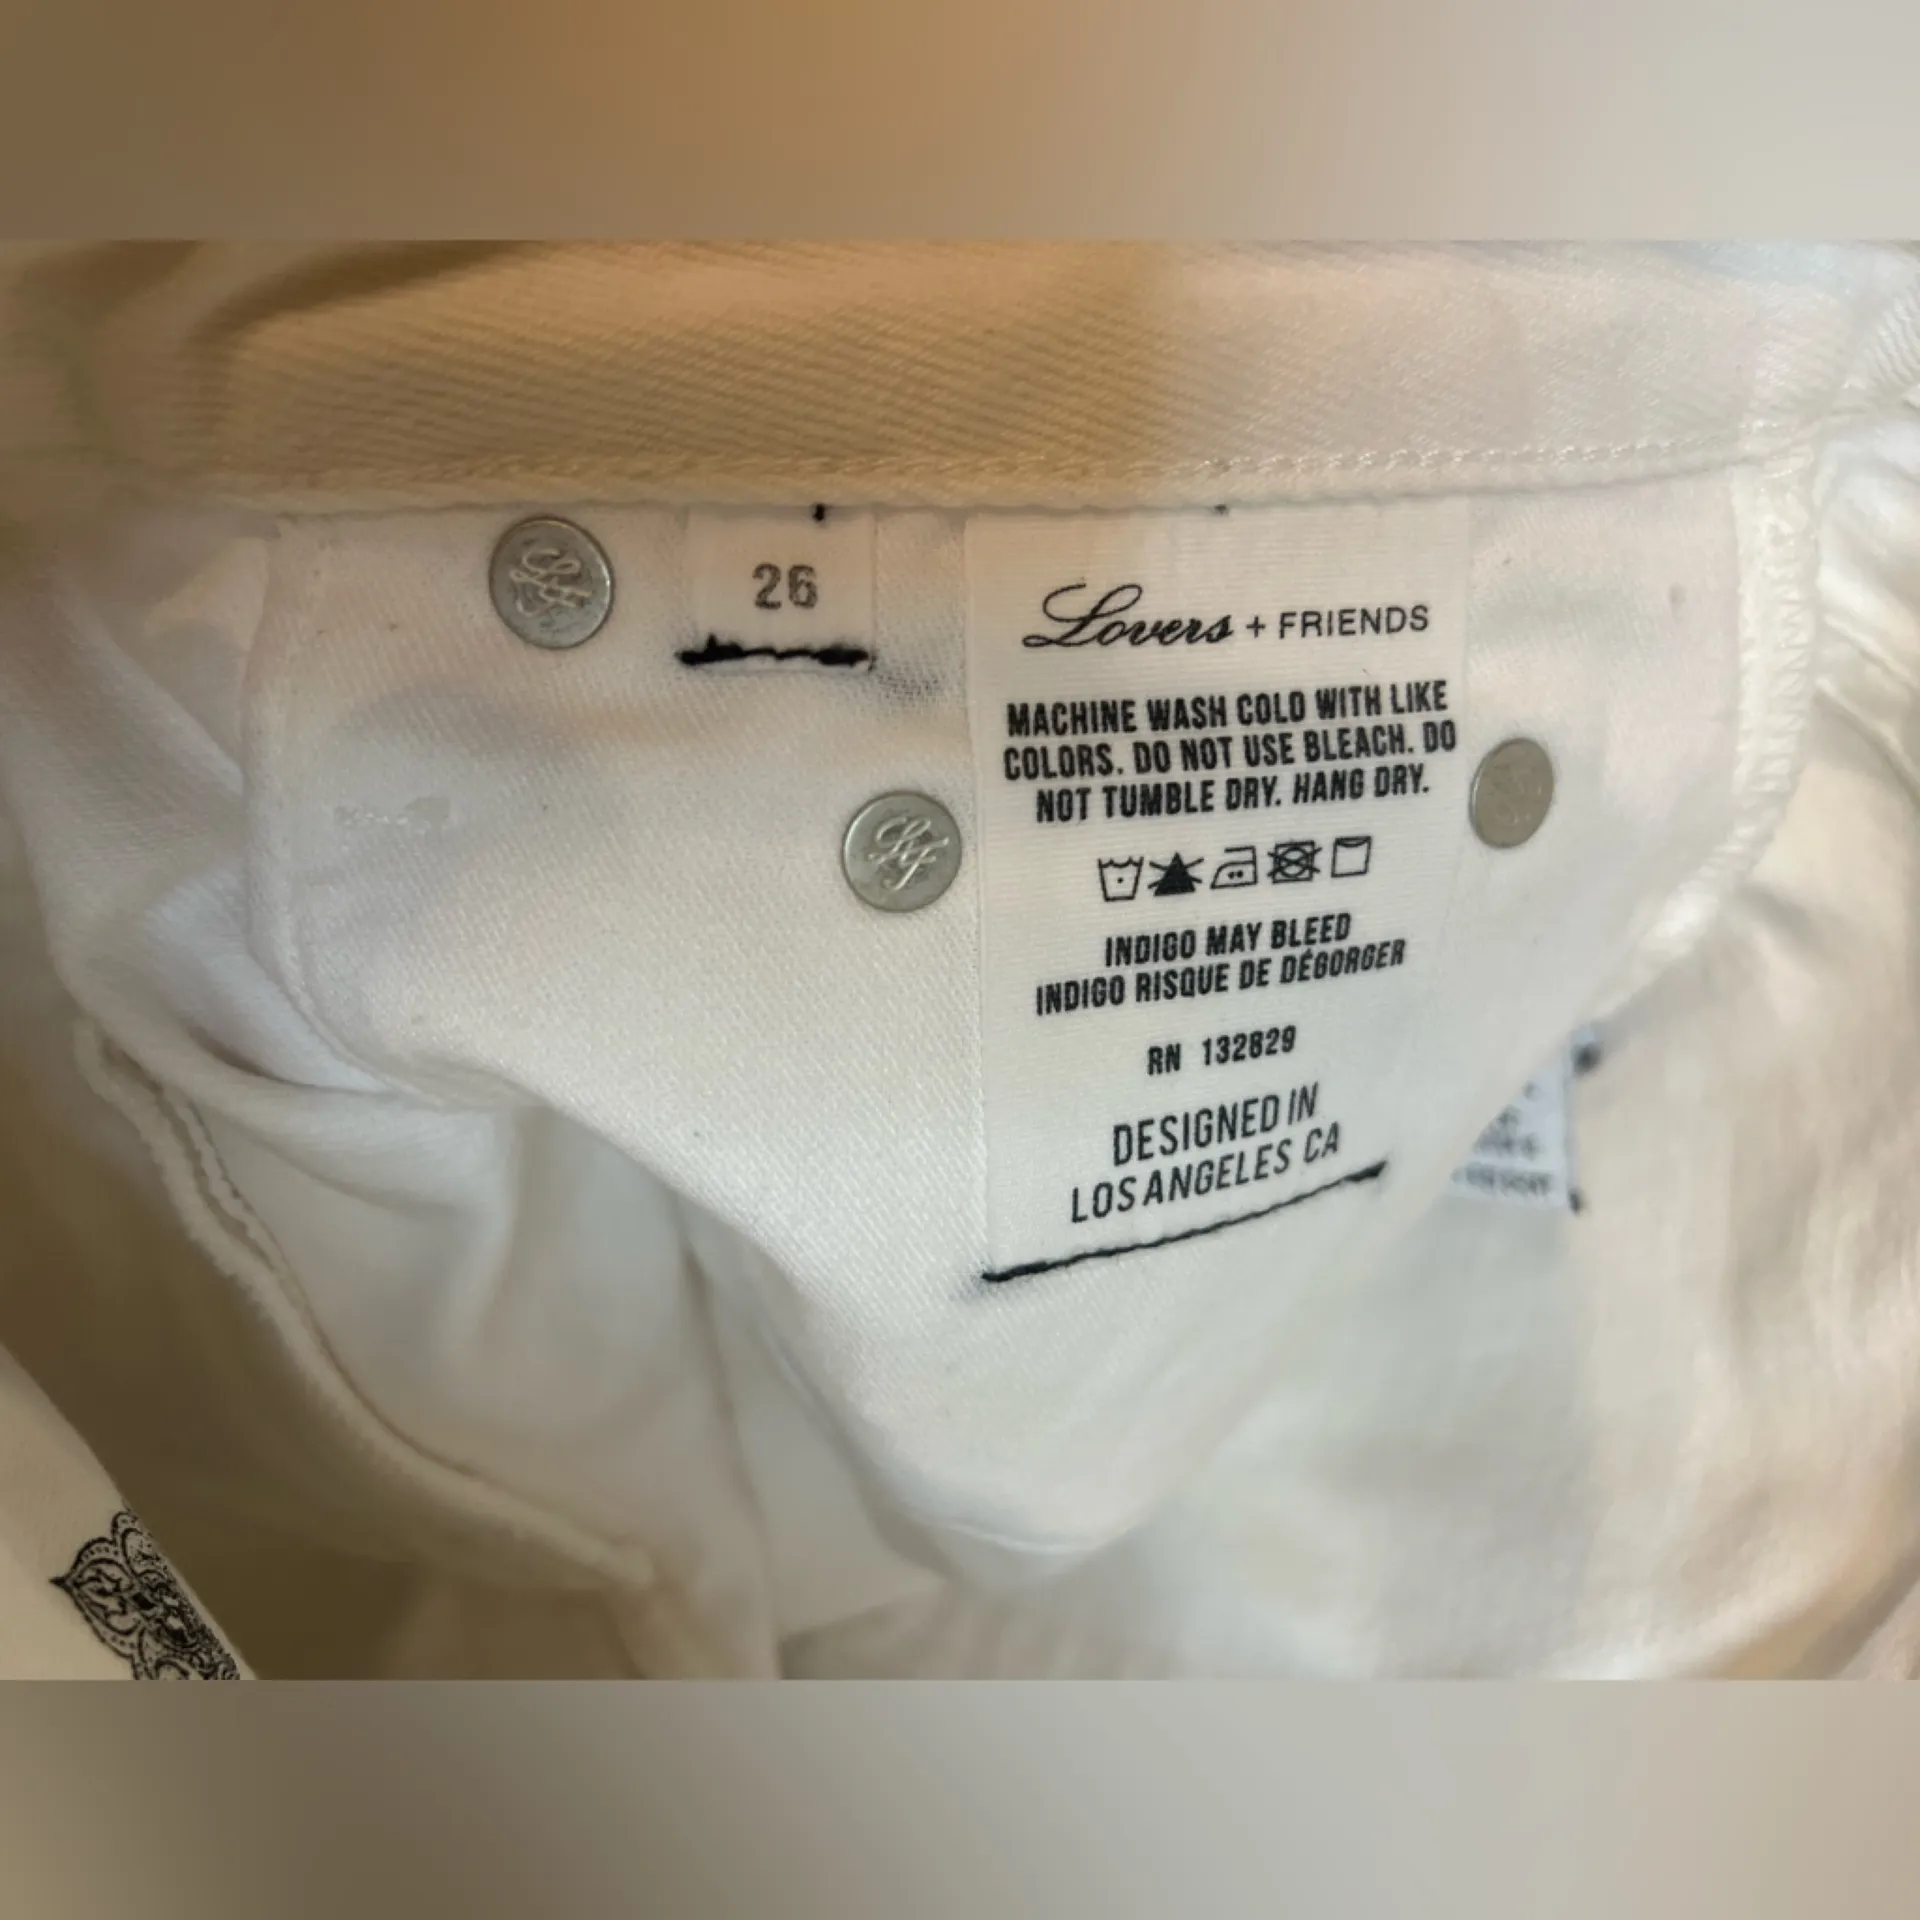 26
Lovers + FRIENDS
MACHINE WASH COLD WITH LIKE
COLORS. DO NOT USE BLEACH. DO
NOT TUMBLE DRY. HANG DRY.
INDIGO MAY BLEED
INDIGO RISQUE DE DÉGORGER
RN 132829
DESIGNED IN
LOS ANGELES CA